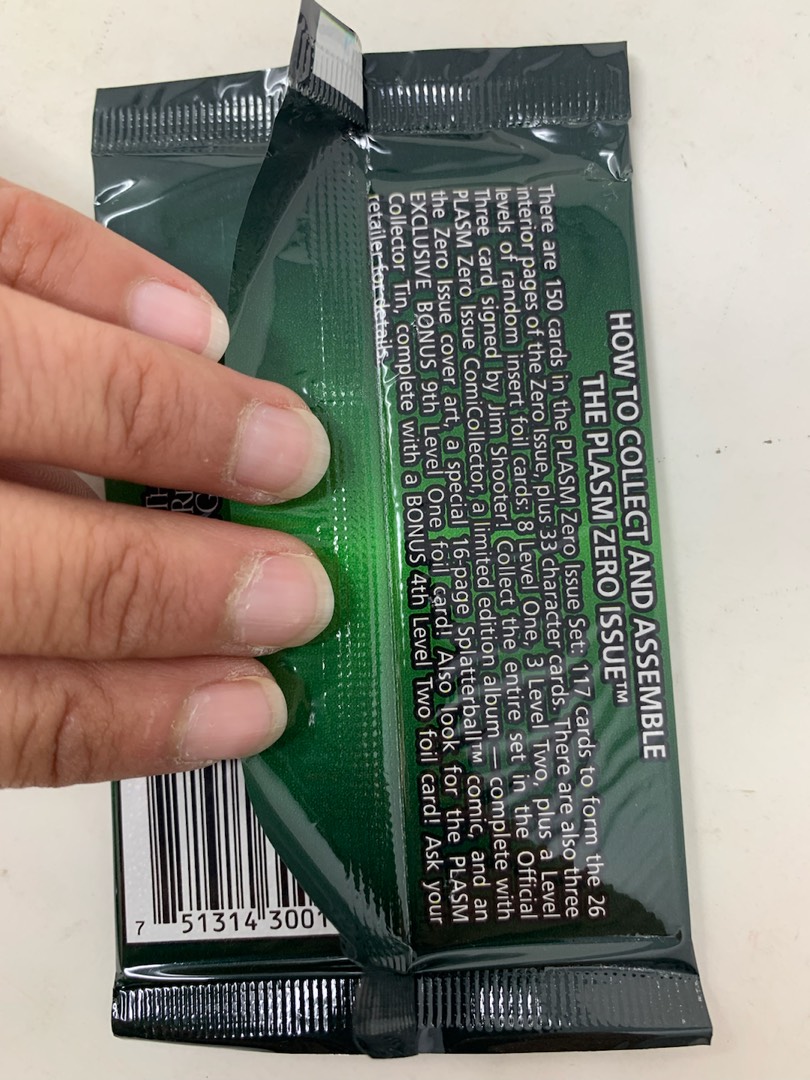 HOW TO COLLECT AND ASSEMBLE
THE PLASM ZERO ISSUE™
There are 150 cards in the PLASM Zero Issue Set: 117 cards to form the 26
interior pages of the Zero Issue, plus 33 character cards. There are also three
levels of random insert foil cards: 8 Level One, 3 Level Two, plus a Level
Three card signed by Jim Shooter! Collect the entire set in the Official
PLASM Zero Issue ComiCollector, a limited edition album — complete with
the Zero Issue cover art, a special 16-page Splatterball™ comic, and an
EXCLUSIVE BONUS 9th Level One foil card! Also look for the PLASM
Collector Tin, complete with a BONUS 4th Level Two foil card! Ask your
retailer for details.
7 51314 3001